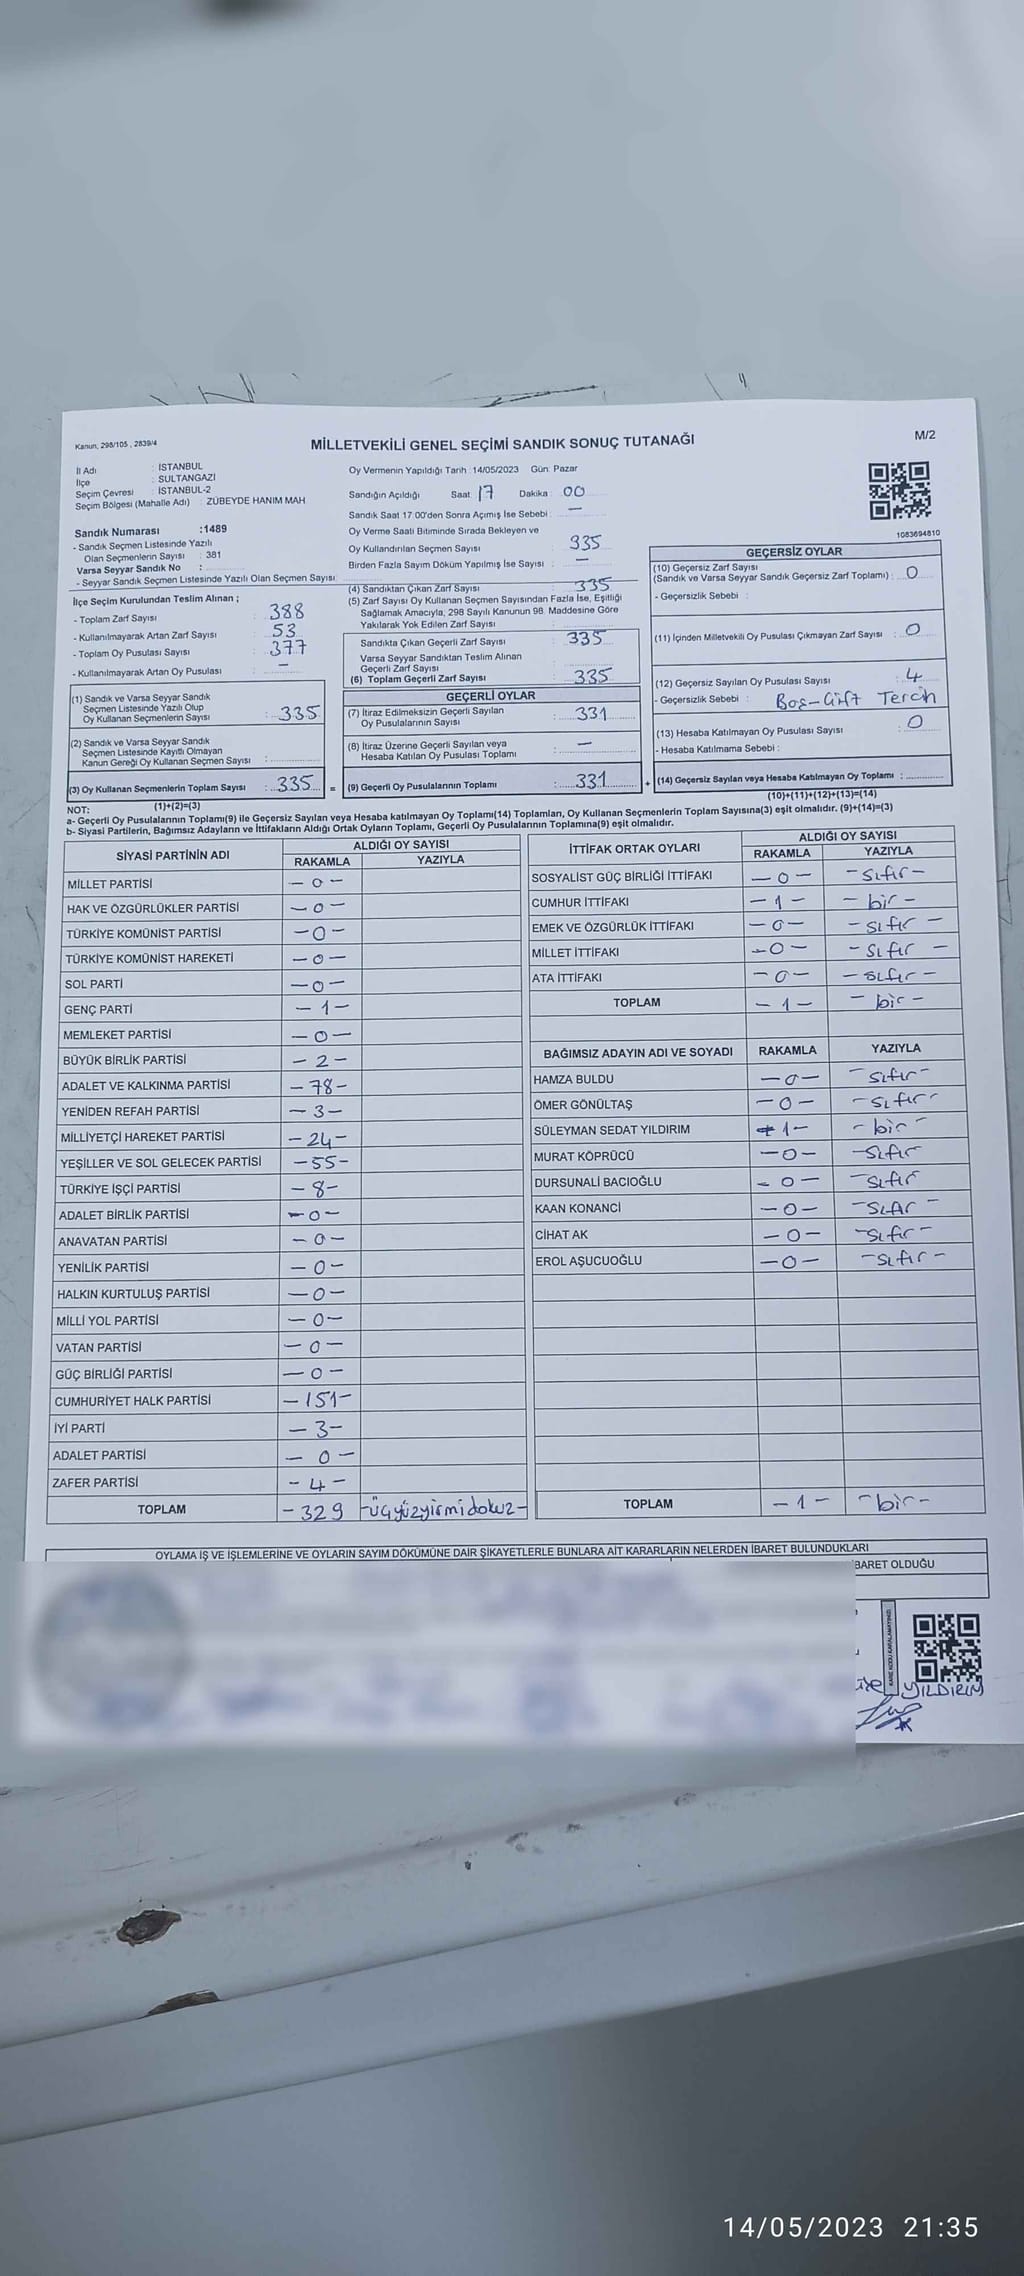 Kanun, 298/105 , 2839/4
MİLLETVEKİLİ GENEL SEÇİMİ SANDIK SONUÇ TUTANAĞI
M/2
İl Adı : İSTANBUL
İlçe : SULTANGAZİ
Seçim Çevresi : İSTANBUL-2
Seçim Bölgesi (Mahalle Adı) : ZÜBEYDE HANIM MAH
Sandık Numarası :1489
- Sandık Seçmen Listesinde Yazılı
Olan Seçmenlerin Sayısı : 381
Varsa Seyyar Sandık No :
- Seyyar Sandık Seçmen Listesinde Yazılı Olan Seçmen Sayısı:
İlçe Seçim Kurulundan Teslim Alınan ;
- Toplam Zarf Sayısı : 388
- Kullanılmayarak Artan Zarf Sayısı : 53
- Toplam Oy Pusulası Sayısı : 377
- Kullanılmayarak Artan Oy Pusulası : —
(1) Sandık ve Varsa Seyyar Sandık
Seçmen Listesinde Yazılı Olup
Oy Kullanan Seçmenlerin Sayısı : 335
(2) Sandık ve Varsa Seyyar Sandık
Seçmen Listesinde Kayıtlı Olmayan
Kanun Gereği Oy Kullanan Seçmen Sayısı :
(3) Oy Kullanan Seçmenlerin Toplam Sayısı : 335 =
Oy Vermenin Yapıldığı Tarih :14/05/2023 Gün: Pazar
Sandığın Açıldığı Saat: 17 Dakika : 00
Sandık Saat 17:00'den Sonra Açımış İse Sebebi : —
Oy Verme Saati Bitiminde Sırada Bekleyen ve
Oy Kullandırılan Seçmen Sayısı : 335
Birden Fazla Sayım Döküm Yapılmış İse Sayısı : —
(4) Sandıktan Çıkan Zarf Sayısı : 335
(5) Zarf Sayısı Oy Kullanan Seçmen Sayısından Fazla İse, Eşitliği
Sağlamak Amacıyla, 298 Sayılı Kanunun 98. Maddesine Göre
Yakılarak Yok Edilen Zarf Sayısı :
Sandıkta Çıkan Geçerli Zarf Sayısı : 335
Varsa Seyyar Sandıktan Teslim Alınan
Geçerli Zarf Sayısı :
(6) Toplam Geçerli Zarf Sayısı : 335
GEÇERLİ OYLAR
(7) İtiraz Edilmeksizin Geçerli Sayılan
Oy Pusulalarının Sayısı : 331
(8) İtiraz Üzerine Geçerli Sayılan veya
Hesaba Katılan Oy Pusulası Toplamı : —
(9) Geçerli Oy Pusulalarının Toplamı : 331 +
1083694810
GEÇERSİZ OYLAR
(10) Geçersiz Zarf Sayısı
(Sandık ve Varsa Seyyar Sandık Geçersiz Zarf Toplamı) : 0
- Geçersizlik Sebebi :
(11) İçinden Milletvekili Oy Pusulası Çıkmayan Zarf Sayısı : 0
(12) Geçersiz Sayılan Oy Pusulası Sayısı : 4
- Geçersizlik Sebebi : Boş-Çift Terch
(13) Hesaba Katılmayan Oy Pusulası Sayısı : 0
- Hesaba Katılmama Sebebi :
(14) Geçersiz Sayılan veya Hesaba Katılmayan Oy Toplamı :
NOT: (1)+(2)=(3) (10)+(11)+(12)+(13)=(14)
a- Geçerli Oy Pusulalarının Toplamı(9) ile Geçersiz Sayılan veya Hesaba katılmayan Oy Toplamı(14) Toplamları, Oy Kullanan Seçmenlerin Toplam Sayısına(3) eşit olmalıdır. (9)+(14)=(3)
b- Siyasi Partilerin, Bağımsız Adayların ve İttifakların Aldığı Ortak Oyların Toplamı, Geçerli Oy Pusulalarının Toplamına(9) eşit olmalıdır.
SİYASİ PARTİNİN ADI ALDIĞI OY SAYISI
RAKAMLA YAZIYLA
MİLLET PARTİSİ — 0 —
HAK VE ÖZGÜRLÜKLER PARTİSİ — 0 —
TÜRKİYE KOMÜNİST PARTİSİ — 0 —
TÜRKİYE KOMÜNİST HAREKETİ — 0 —
SOL PARTİ — 0 —
GENÇ PARTİ — 1 —
MEMLEKET PARTİSİ — 0 —
BÜYÜK BİRLİK PARTİSİ — 2 —
ADALET VE KALKINMA PARTİSİ — 78 —
YENİDEN REFAH PARTİSİ — 3 —
MİLLİYETÇİ HAREKET PARTİSİ — 24 —
YEŞİLLER VE SOL GELECEK PARTİSİ — 55 —
TÜRKİYE İŞÇİ PARTİSİ — 8 —
ADALET BİRLİK PARTİSİ — 0 —
ANAVATAN PARTİSİ — 0 —
YENİLİK PARTİSİ — 0 —
HALKIN KURTULUŞ PARTİSİ — 0 —
MİLLİ YOL PARTİSİ — 0 —
VATAN PARTİSİ — 0 —
GÜÇ BİRLİĞİ PARTİSİ — 0 —
CUMHURİYET HALK PARTİSİ — 151 —
İYİ PARTİ — 3 —
ADALET PARTİSİ — 0 —
ZAFER PARTİSİ — 4 —
TOPLAM — 329 — üçyüzyirmidokuz —
İTTİFAK ORTAK OYLARI ALDIĞI OY SAYISI
RAKAMLA YAZIYLA
SOSYALİST GÜÇ BİRLİĞİ İTTİFAKI — 0 — — sıfır —
CUMHUR İTTİFAKI — 1 — — bir —
EMEK VE ÖZGÜRLÜK İTTİFAKI — 0 — — sıfır —
MİLLET İTTİFAKI — 0 — — sıfır —
ATA İTTİFAKI — 0 — — sıfır —
TOPLAM — 1 — — bir —
BAĞIMSIZ ADAYIN ADI VE SOYADI RAKAMLA YAZIYLA
HAMZA BULDU — 0 — — sıfır —
ÖMER GÖNÜLTAŞ — 0 — — sıfır —
SÜLEYMAN SEDAT YILDIRIM — 1 — — bir —
MURAT KÖPRÜCÜ — 0 — — sıfır
DURSUNALİ BACIOĞLU — 0 — — sıfır
KAAN KONANCİ — 0 — — sıfır —
CİHAT AK — 0 — — sıfır —
EROL AŞUCUOĞLU — 0 — — sıfır —
TOPLAM — 1 — — bir —
OYLAMA İŞ VE İŞLEMLERİNE VE OYLARIN SAYIM DÖKÜMÜNE DAİR ŞİKAYETLERLE BUNLARA AİT KARARLARIN NELERDEN İBARET BULUNDUKLARI
İBARET OLDUĞU
KARE KODU KARALAMAYINIZ!
YILDIRIM
14/05/2023 21:35